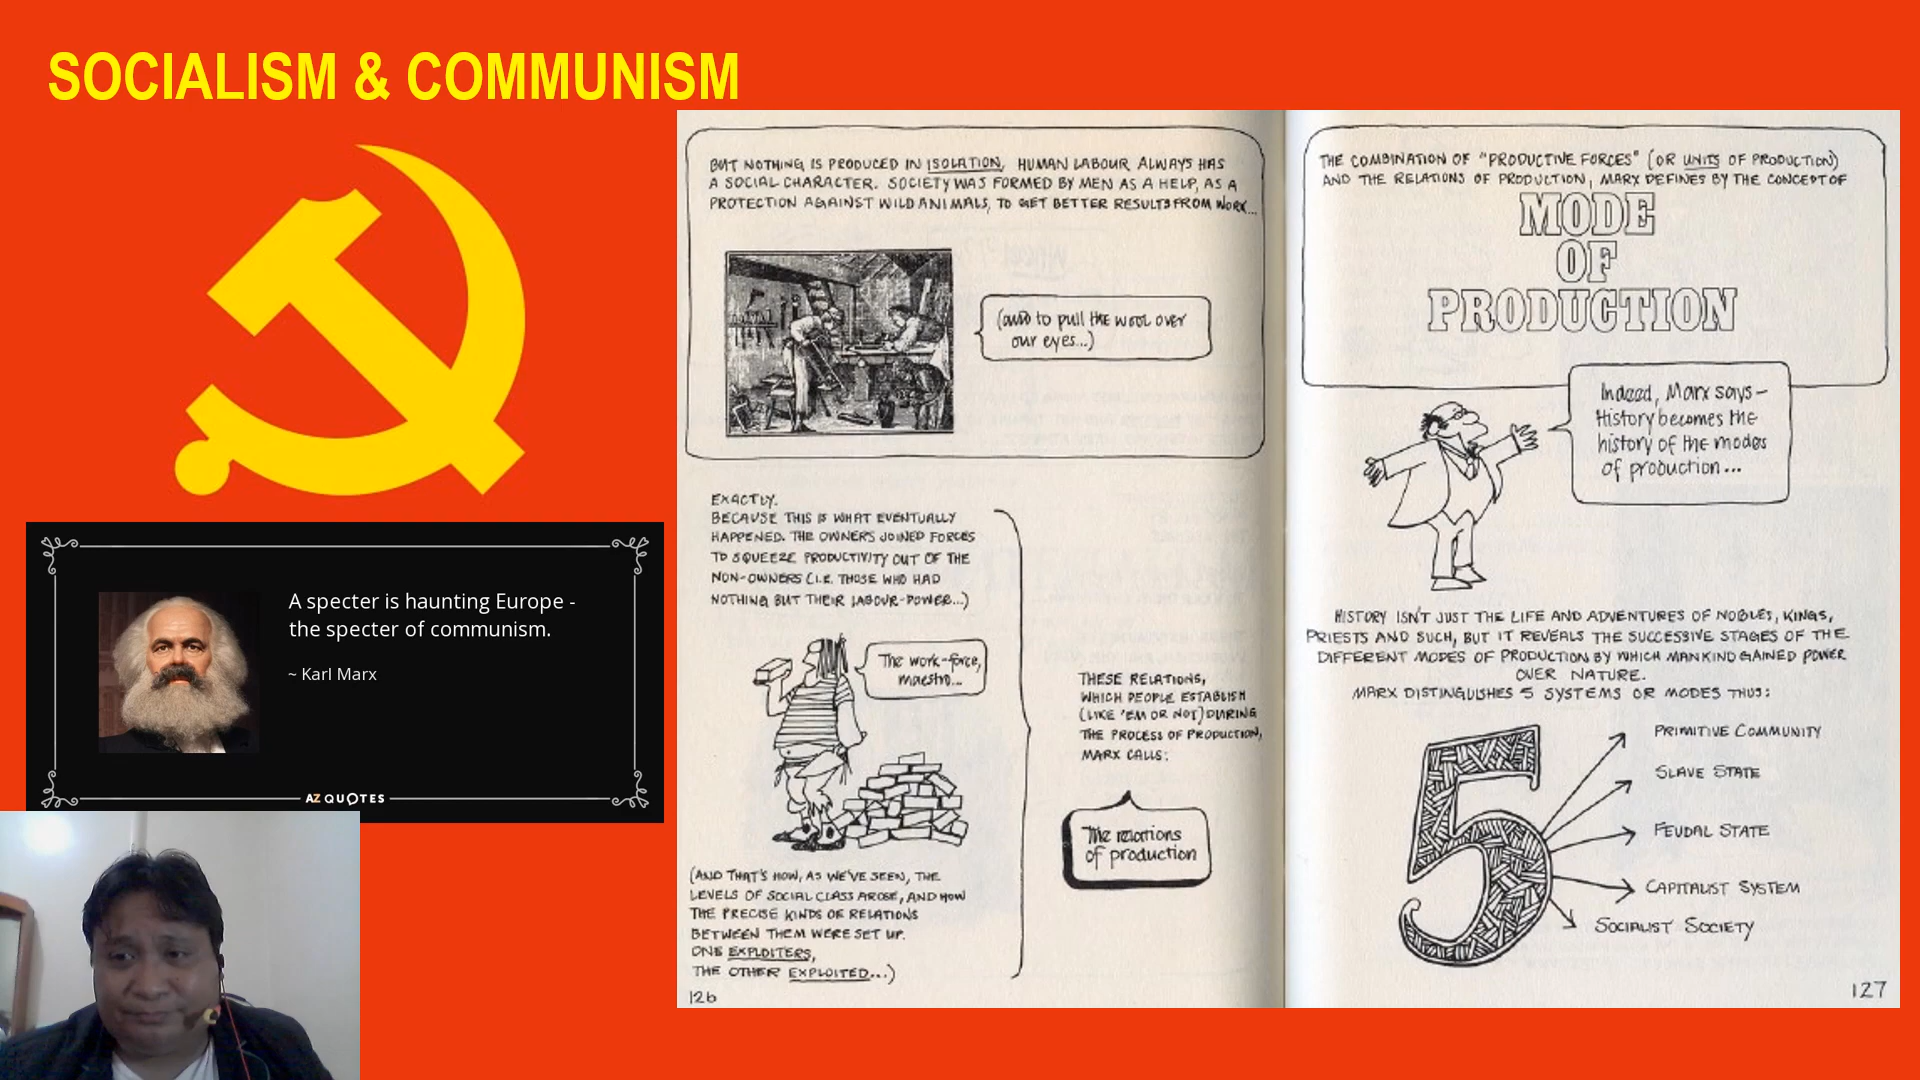 SOCIALISM & COMMUNISM
A specter is haunting Europe -
the specter of communism.
~ Karl Marx
AZ QUOTES
BUT NOTHING IS PRODUCED IN ISOLATION, HUMAN LABOUR ALWAYS HAS
A SOCIAL CHARACTER. SOCIETY WAS FORMED BY MEN AS A HELP, AS A
PROTECTION AGAINST WILD ANIMALS, TO GET BETTER RESULTS FROM WORK...
(and to pull the wool over
our eyes...)
EXACTLY.
BECAUSE THIS IS WHAT EVENTUALLY
HAPPENED. THE OWNERS JOINED FORCES
TO SQUEEZE PRODUCTIVITY OUT OF THE
NON-OWNERS (I.E. THOSE WHO HAD
NOTHING BUT THEIR LABOUR-POWER...)
The work-force,
maestro...
(AND THAT'S HOW, AS WE'VE SEEN, THE
LEVELS OF SOCIAL CLASS AROSE, AND HOW
THE PRECISE KINDS OF RELATIONS
BETWEEN THEM WERE SET UP.
ONE EXPLOITERS,
THE OTHER EXPLOITED...)
THESE RELATIONS,
WHICH PEOPLE ESTABLISH
(LIKE 'EM OR NOT) DURING
THE PROCESS OF PRODUCTION,
MARX CALLS:
The relations
of production
126
THE COMBINATION OF "PRODUCTIVE FORCES" (OR UNITS OF PRODUCTION)
AND THE RELATIONS OF PRODUCTION, MARX DEFINES BY THE CONCEPT OF
MODE
OF
PRODUCTION
Indeed, Marx says—
History becomes the
history of the modes
of production...
HISTORY ISN'T JUST THE LIFE AND ADVENTURES OF NOBLES, KINGS,
PRIESTS AND SUCH, BUT IT REVEALS THE SUCCESSIVE STAGES OF THE
DIFFERENT MODES OF PRODUCTION BY WHICH MANKIND GAINED POWER
OVER NATURE.
MARX DISTINGUISHES 5 SYSTEMS OR MODES THUS:
5
PRIMITIVE COMMUNITY
SLAVE STATE
FEUDAL STATE
CAPITALIST SYSTEM
SOCIALIST SOCIETY
127